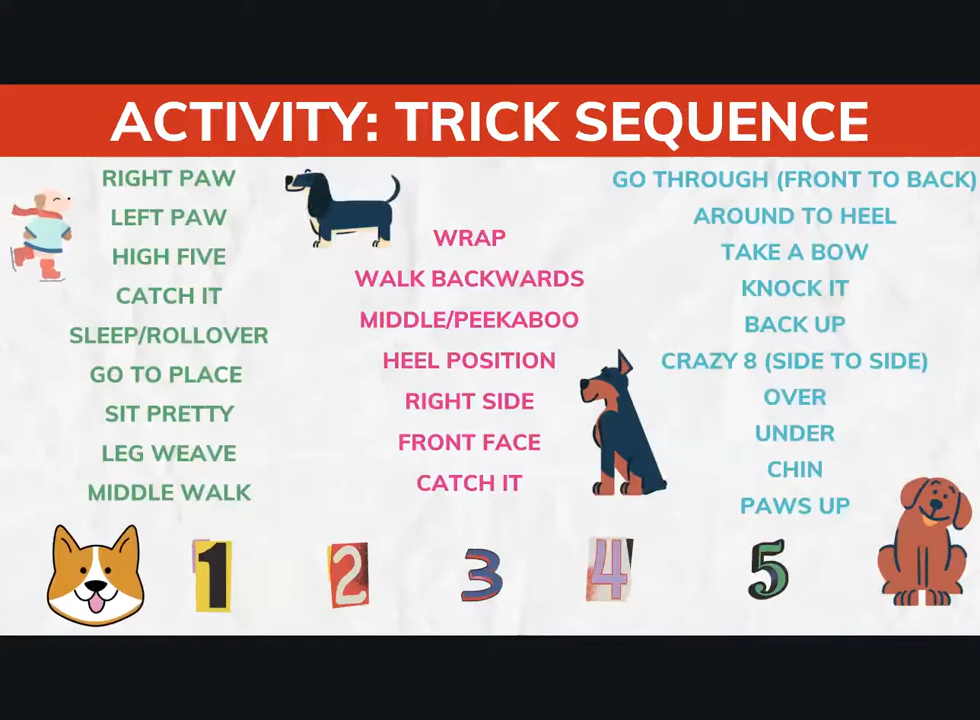 ACTIVITY: TRICK SEQUENCE
RIGHT PAW
LEFT PAW
HIGH FIVE
CATCH IT
SLEEP/ROLLOVER
GO TO PLACE
SIT PRETTY
LEG WEAVE
MIDDLE WALK
WRAP
WALK BACKWARDS
MIDDLE/PEEKABOO
HEEL POSITION
RIGHT SIDE
FRONT FACE
CATCH IT
GO THROUGH (FRONT TO BACK)
AROUND TO HEEL
TAKE A BOW
KNOCK IT
BACK UP
CRAZY 8 (SIDE TO SIDE)
OVER
UNDER
CHIN
PAWS UP
1 2 3 4 5